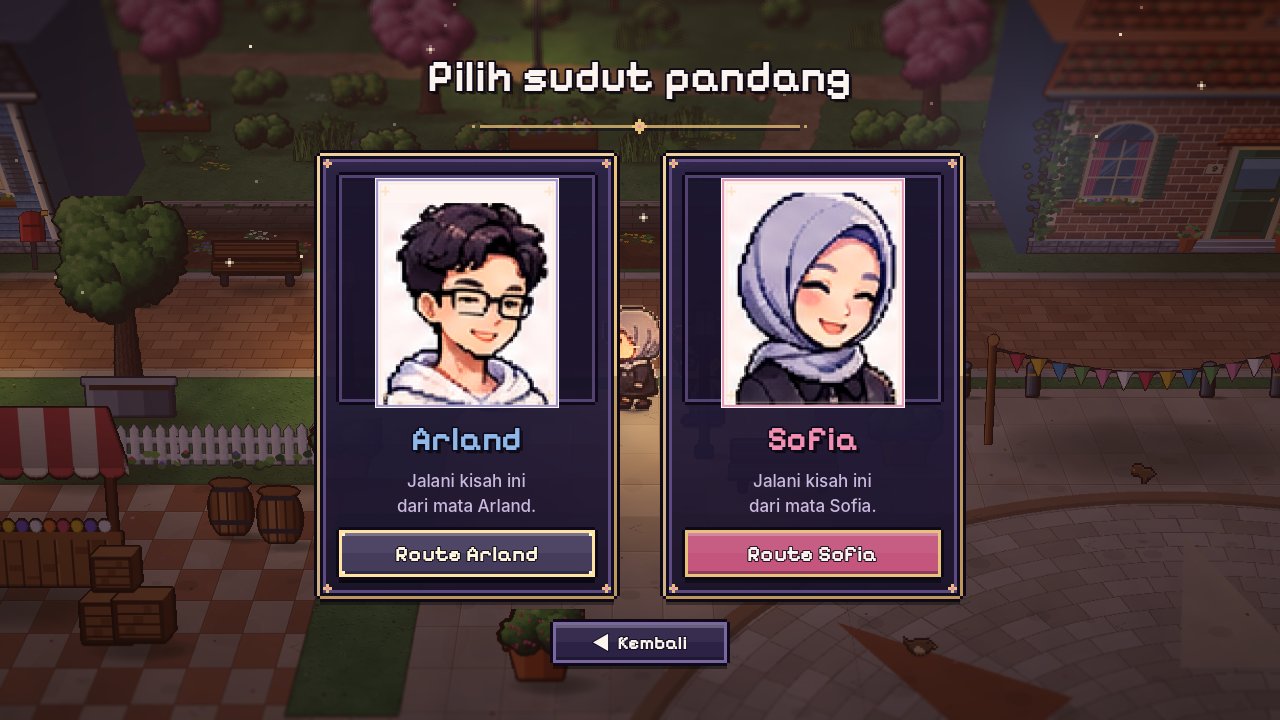 Pilih sudut pandang
Arland
Jalani kisah ini
dari mata Arland.
Route Arland
Sofia
Jalani kisah ini
dari mata Sofia.
Route Sofia
Kembali